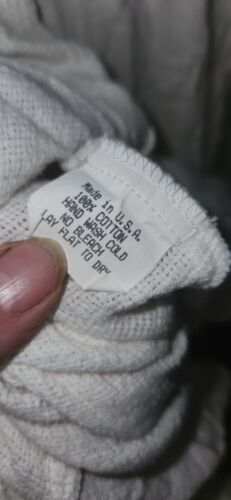 Made in U.S.A.
100% COTTON
HAND WASH COLD
NO BLEACH
LAY FLAT TO DRY